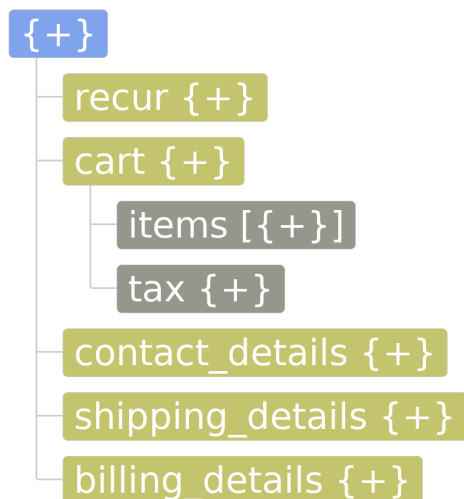 {+}
recur {+}
cart {+}
items [{+}]
tax {+}
contact_details {+}
shipping_details {+}
billing_details {+}